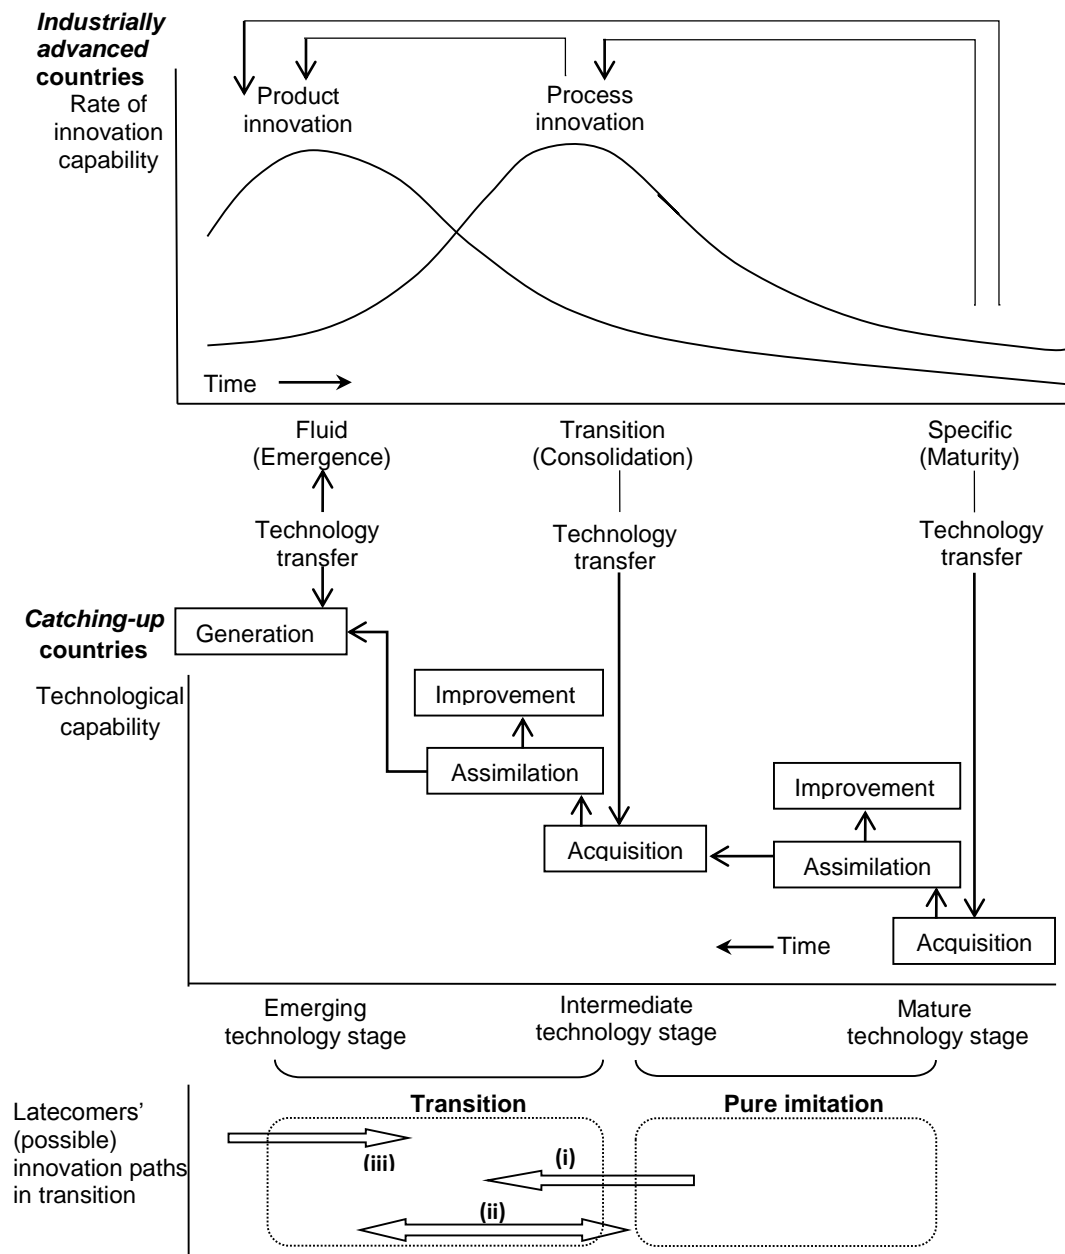 Industrially
advanced
countries
Rate of
innovation
capability
Product
innovation
Process
innovation
Time
Fluid
(Emergence)
Transition
(Consolidation)
Specific
(Maturity)
Technology
transfer
Technology
transfer
Technology
transfer
Catching-up
countries
Generation
Technological
capability
Improvement
Assimilation
Acquisition
Improvement
Assimilation
Acquisition
Time
Emerging
technology stage
Intermediate
technology stage
Mature
technology stage
Latecomers'
(possible)
innovation paths
in transition
Transition
Pure imitation
(iii)
(i)
(ii)